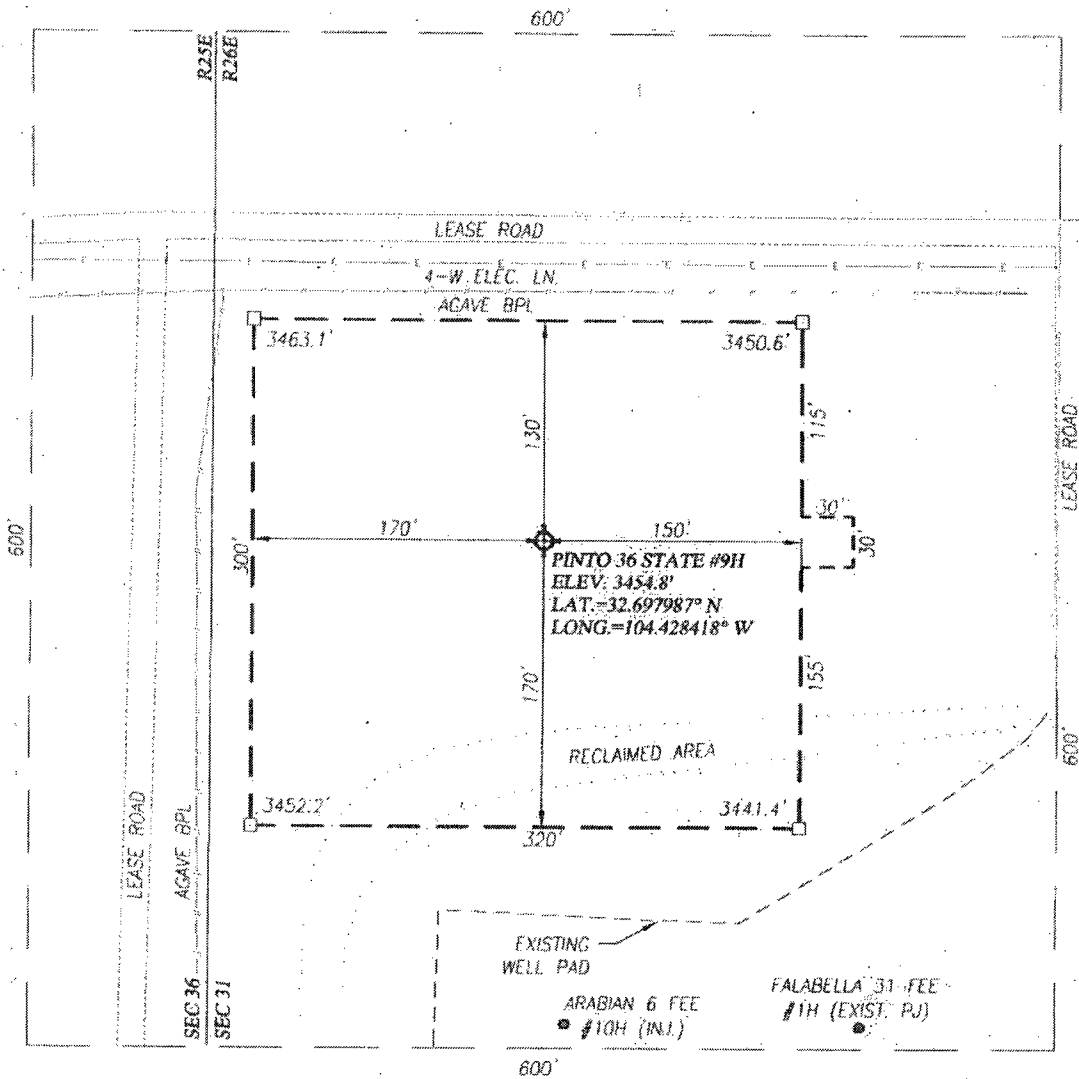 600'
R25E
R26E
LEASE ROAD
4-W ELEC. LN.
AGAVE BPL
3463.1'
3450.6'
130'
115'
LEASE ROAD
600'
300'
170'
150'
30'
30'
PINTO 36 STATE #9H
ELEV: 3454.8'
LAT.=32.697987° N
LONG.=104.428418° W
170'
155'
RECLAIMED AREA
600'
3452.2'
3441.4'
320'
LEASE ROAD
AGAVE BPL
EXISTING
WELL PAD
SEC 36
SEC 31
ARABIAN 6 FEE
#10H (INJ.)
FALABELLA 31 FEE
#1H (EXIST. PJ)
600'